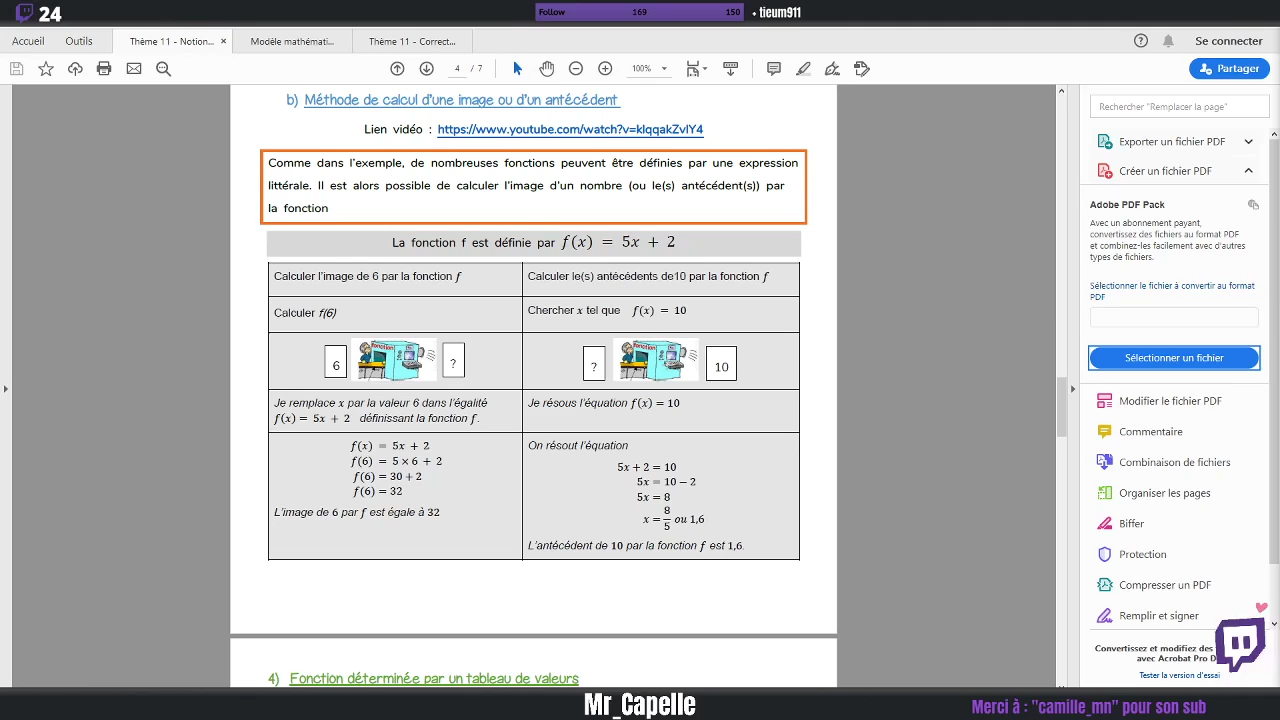 24
Follow 169 150 • tieum911
Accueil Outils Thème 11 - Notion... × Modèle mathémati... Thème 11 - Correct... Se connecter
4 / 7 100% Partager
b) Méthode de calcul d'une image ou d'un antécédent
Lien vidéo : https://www.youtube.com/watch?v=klqqakZvlY4
Comme dans l'exemple, de nombreuses fonctions peuvent être définies par une expression
littérale. Il est alors possible de calculer l'image d'un nombre (ou le(s) antécédent(s)) par
la fonction
La fonction f est définie par f(x) = 5x + 2
Calculer l'image de 6 par la fonction f
Calculer le(s) antécédents de10 par la fonction f
Calculer f(6)
Chercher x tel que f(x) = 10
6 Fonction ?
? Fonction 10
Je remplace x par la valeur 6 dans l'égalité
f(x) = 5x + 2 définissant la fonction f.
Je résous l'équation f(x) = 10
f(x) = 5x + 2
f(6) = 5 × 6 + 2
f(6) = 30 + 2
f(6) = 32
L'image de 6 par f est égale à 32
On résout l'équation
5x + 2 = 10
5x = 10 − 2
5x = 8
x = 8/5 ou 1,6
L'antécédent de 10 par la fonction f est 1,6.
4) Fonction déterminée par un tableau de valeurs
Rechercher "Remplacer la page"
Exporter un fichier PDF
Créer un fichier PDF
Adobe PDF Pack
Avec un abonnement payant,
convertissez des fichiers au format PDF
et combinez-les facilement avec d'autres
types de fichiers.
Sélectionner le fichier à convertir au format
PDF
Sélectionner un fichier
Modifier le fichier PDF
Commentaire
Combinaison de fichiers
Organiser les pages
Biffer
Protection
Compresser un PDF
Remplir et signer
Convertissez et modifiez des
avec Acrobat Pro D
Tester la version d'essai
Mr_Capelle
Merci à : "camille_mn" pour son sub